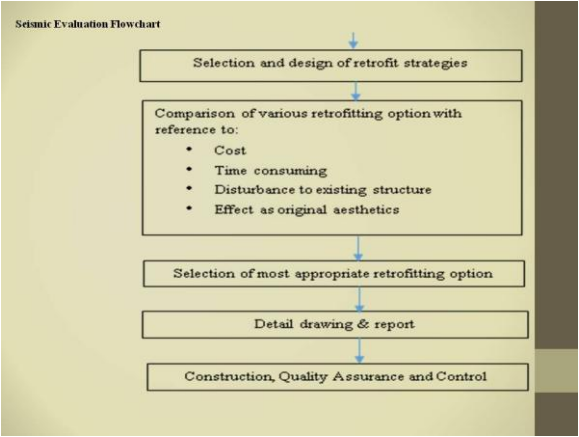 Seismic Evaluation Flowchart
Selection and design of retrofit strategies
Comparison of various retrofitting option with
reference to:
• Cost
• Time consuming
• Disturbance to existing structure
• Effect as original aesthetics
Selection of most appropriate retrofitting option
Detail drawing & report
Construction, Quality Assurance and Control